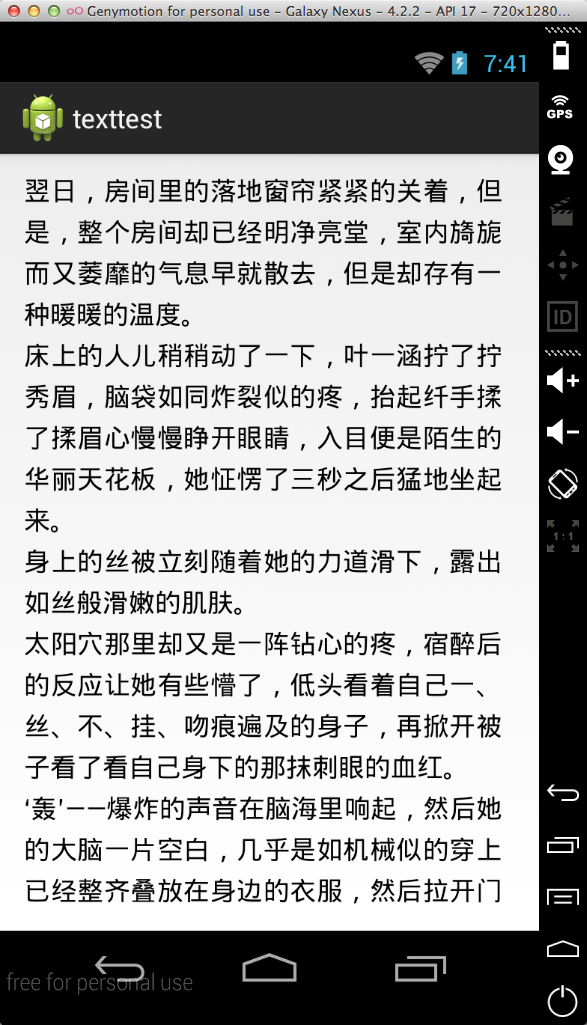 Genymotion for personal use - Galaxy Nexus - 4.2.2 - API 17 - 720x1280...
7:41
GPS
texttest
ID
1:1
翌日，房间里的落地窗帘紧紧的关着，但
是，整个房间却已经明净亮堂，室内旖旎
而又萎靡的气息早就散去，但是却存有一
种暖暖的温度。
床上的人儿稍稍动了一下，叶一涵拧了拧
秀眉，脑袋如同炸裂似的疼，抬起纤手揉
了揉眉心慢慢睁开眼睛，入目便是陌生的
华丽天花板，她怔愣了三秒之后猛地坐起
来。
身上的丝被立刻随着她的力道滑下，露出
如丝般滑嫩的肌肤。
太阳穴那里却又是一阵钻心的疼，宿醉后
的反应让她有些懵了，低头看着自己一、
丝、不、挂、吻痕遍及的身子，再掀开被
子看了看自己身下的那抹刺眼的血红。
‘轰’——爆炸的声音在脑海里响起，然后她
的大脑一片空白，几乎是如机械似的穿上
已经整齐叠放在身边的衣服，然后拉开门
free for personal use